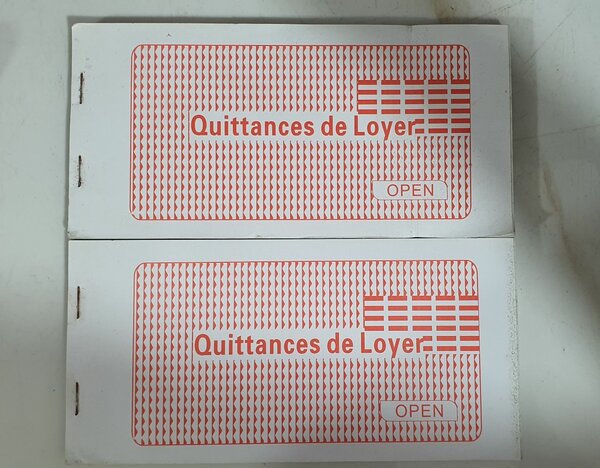 Quittances de Loyer
OPEN
Quittances de Loyer
OPEN